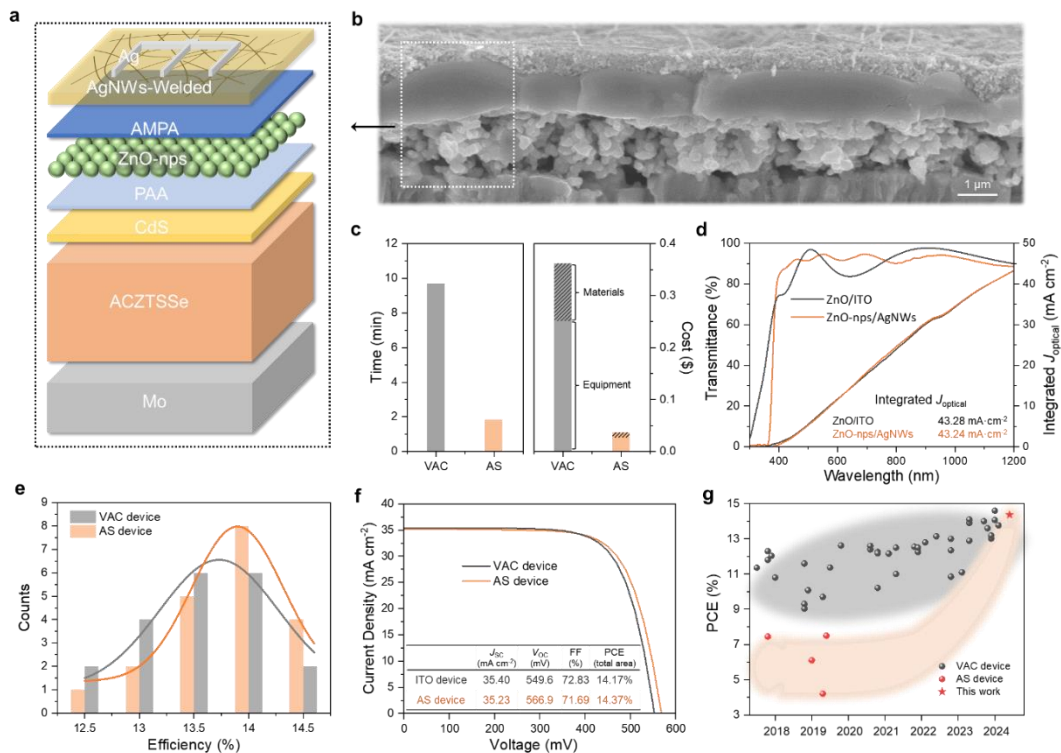 a
Ag
AgNWs-Welded
AMPA
ZnO-nps
PAA
CdS
ACZTSSe
Mo
b
1 μm
c
Time (min)
12
10
8
6
4
2
0
VAC
AS
Materials
Equipment
VAC
AS
0.4
0.3
0.2
0.1
0.0
Cost ($)
d
Transmittance (%)
100
80
60
40
20
0
ZnO/ITO
ZnO-nps/AgNWs
Integrated Joptical
ZnO/ITO 43.28 mA·cm-2
ZnO-nps/AgNWs 43.24 mA·cm-2
400 600 800 1000 1200
Wavelength (nm)
50
40
30
20
10
0
Integrated Joptical (mA cm-2)
e
Counts
9
8
7
6
5
4
3
2
1
0
VAC device
AS device
12.5 13 13.5 14 14.5
Efficiency (%)
f
Current Density (mA cm-2)
40
35
30
25
20
15
10
5
0
VAC device
AS device
JSC (mA cm-2) VOC (mV) FF (%) PCE (total area)
ITO device 35.40 549.6 72.83 14.17%
AS device 35.23 566.9 71.69 14.37%
0 100 200 300 400 500 600
Voltage (mV)
g
PCE (%)
15
13
11
9
7
5
3
VAC device
AS device
This work
2018 2019 2020 2021 2022 2023 2024